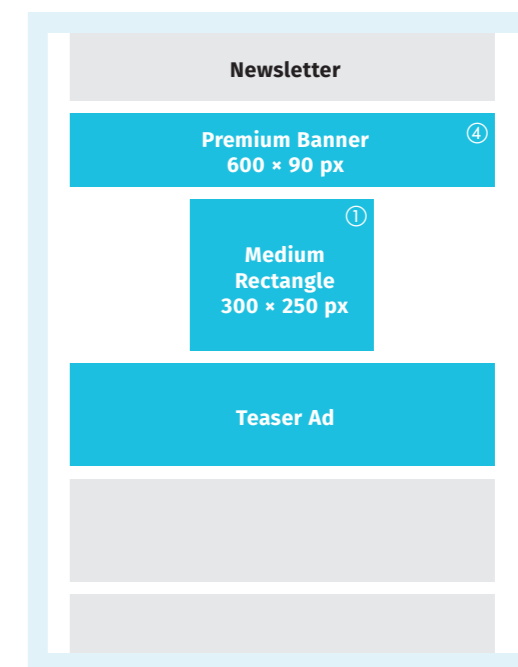 Newsletter
Premium Banner
④
600 × 90 px
①
Medium
Rectangle
300 × 250 px
Teaser Ad